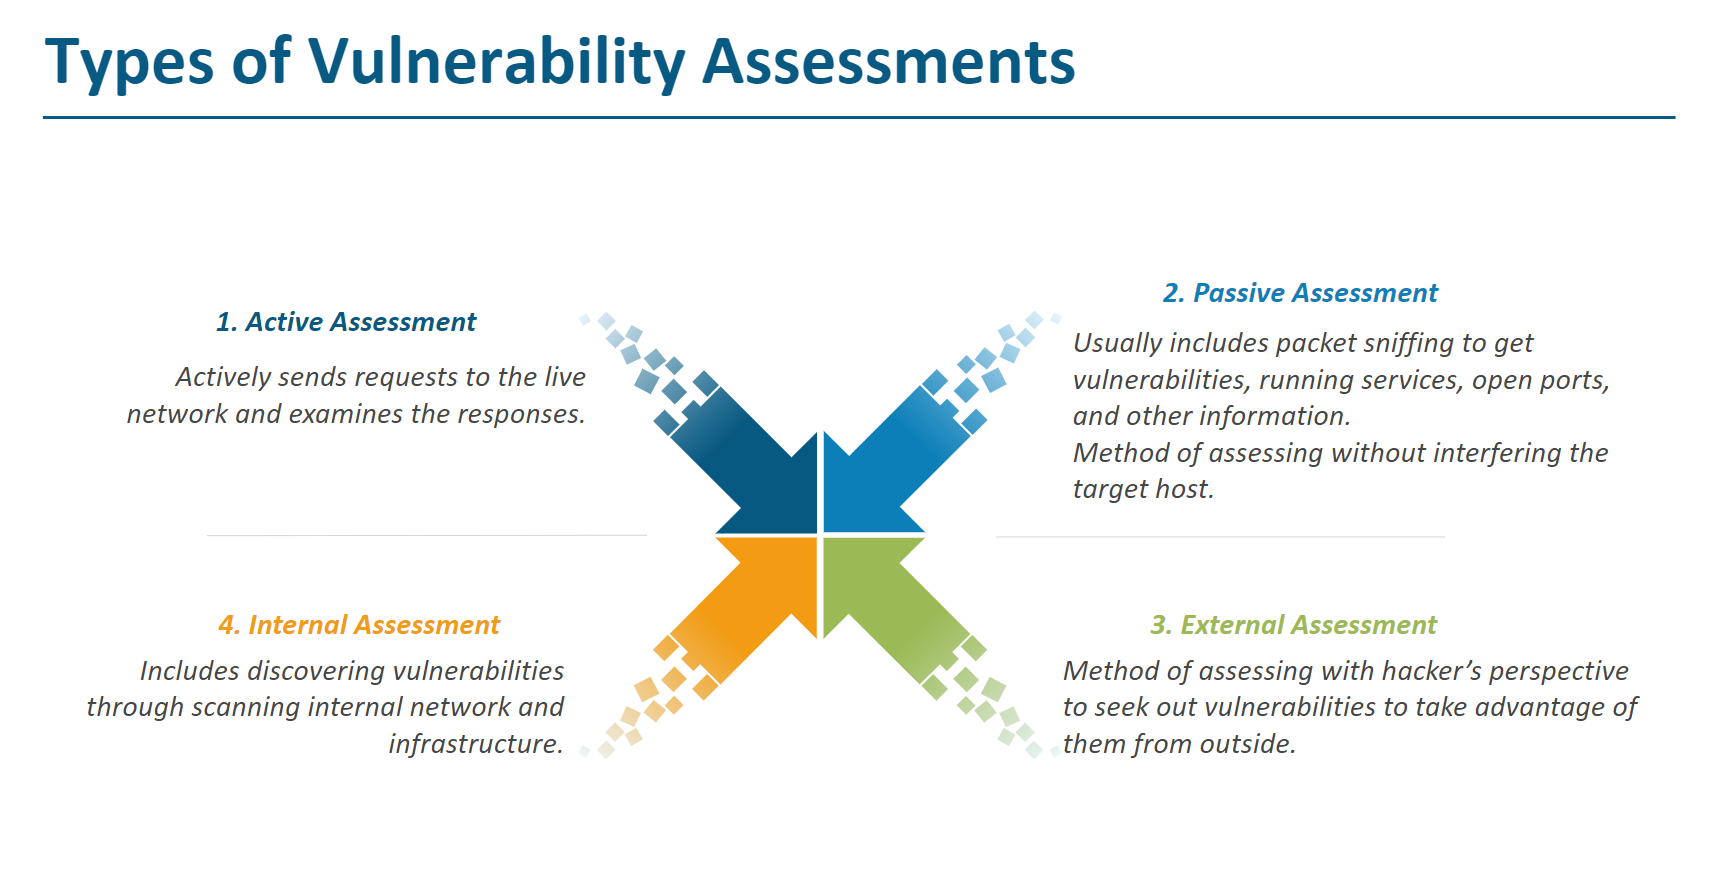 Types of Vulnerability Assessments
1. Active Assessment
Actively sends requests to the live
network and examines the responses.
2. Passive Assessment
Usually includes packet sniffing to get
vulnerabilities, running services, open ports,
and other information.
Method of assessing without interfering the
target host.
4. Internal Assessment
Includes discovering vulnerabilities
through scanning internal network and
infrastructure.
3. External Assessment
Method of assessing with hacker’s perspective
to seek out vulnerabilities to take advantage of
them from outside.